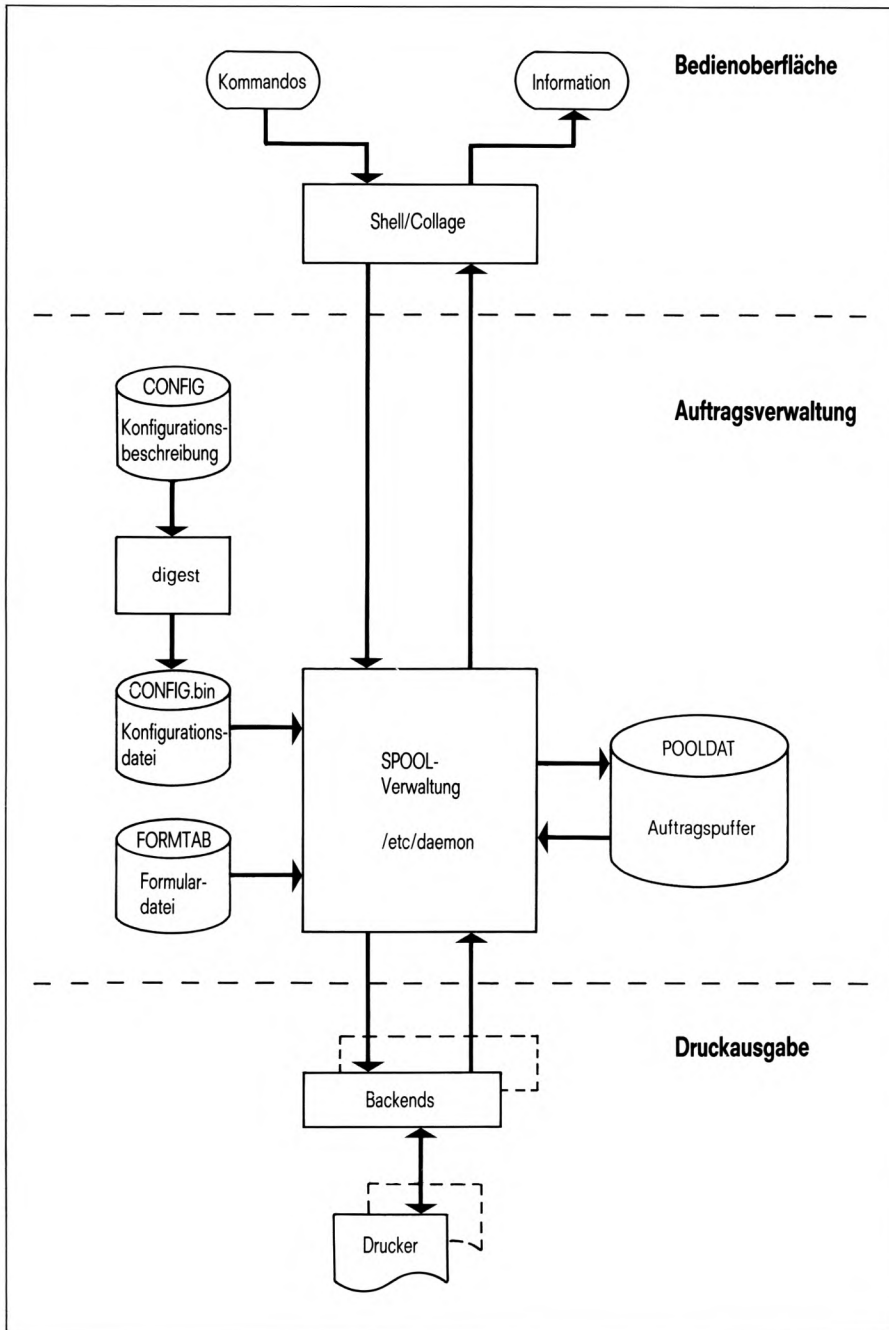 Bedienoberfläche
Kommandos
Information
Shell/Collage
Auftragsverwaltung
CONFIG
Konfigurations-
beschreibung
digest
CONFIG.bin
Konfigurations-
datei
SPOOL-
Verwaltung
/etc/daemon
POOLDAT
Auftragspuffer
FORMTAB
Formular-
datei
Druckausgabe
Backends
Drucker